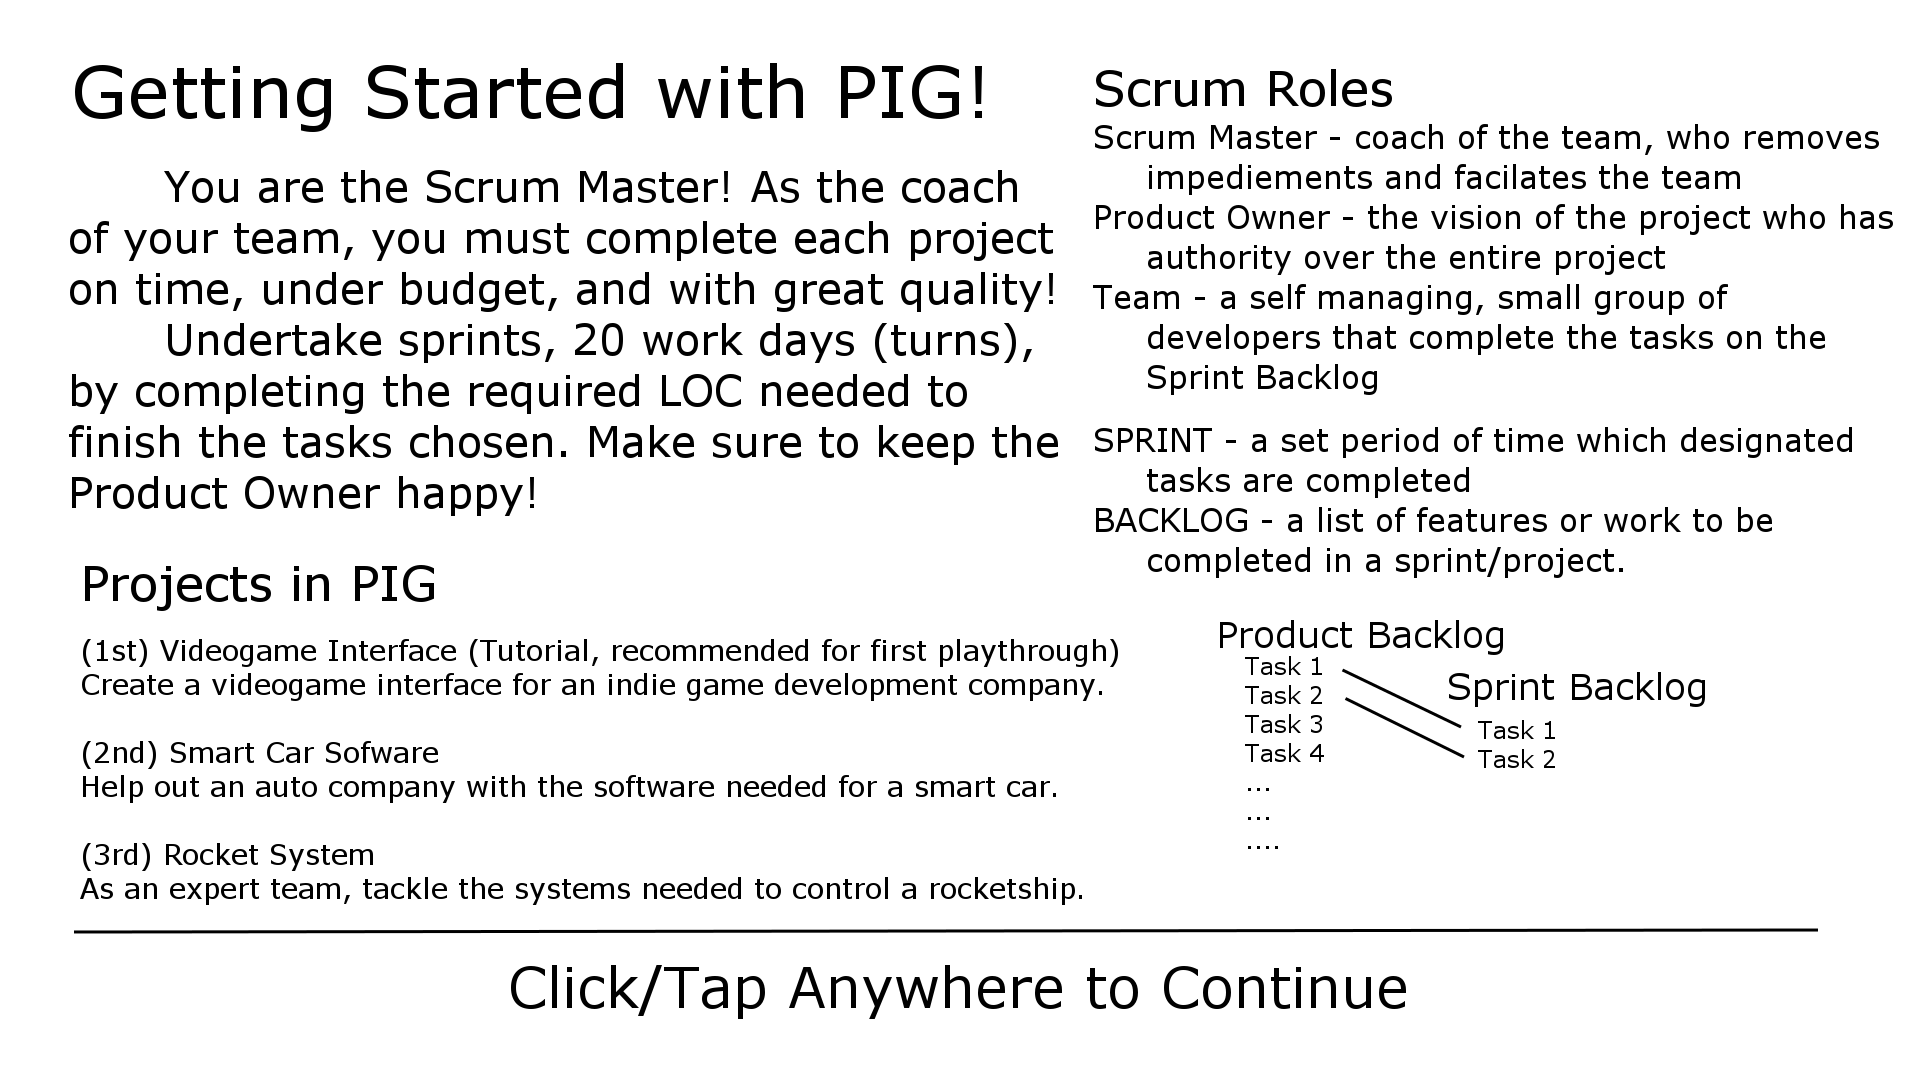 Getting Started with PIG!
You are the Scrum Master! As the coach
of your team, you must complete each project
on time, under budget, and with great quality!
Undertake sprints, 20 work days (turns),
by completing the required LOC needed to
finish the tasks chosen. Make sure to keep the
Product Owner happy!
Projects in PIG
(1st) Videogame Interface (Tutorial, recommended for first playthrough)
Create a videogame interface for an indie game development company.
(2nd) Smart Car Sofware
Help out an auto company with the software needed for a smart car.
(3rd) Rocket System
As an expert team, tackle the systems needed to control a rocketship.
Scrum Roles
Scrum Master - coach of the team, who removes
impediements and facilates the team
Product Owner - the vision of the project who has
authority over the entire project
Team - a self managing, small group of
developers that complete the tasks on the
Sprint Backlog
SPRINT - a set period of time which designated
tasks are completed
BACKLOG - a list of features or work to be
completed in a sprint/project.
Product Backlog
Task 1
Task 2
Task 3
Task 4
...
...
....
Sprint Backlog
Task 1
Task 2
Click/Tap Anywhere to Continue